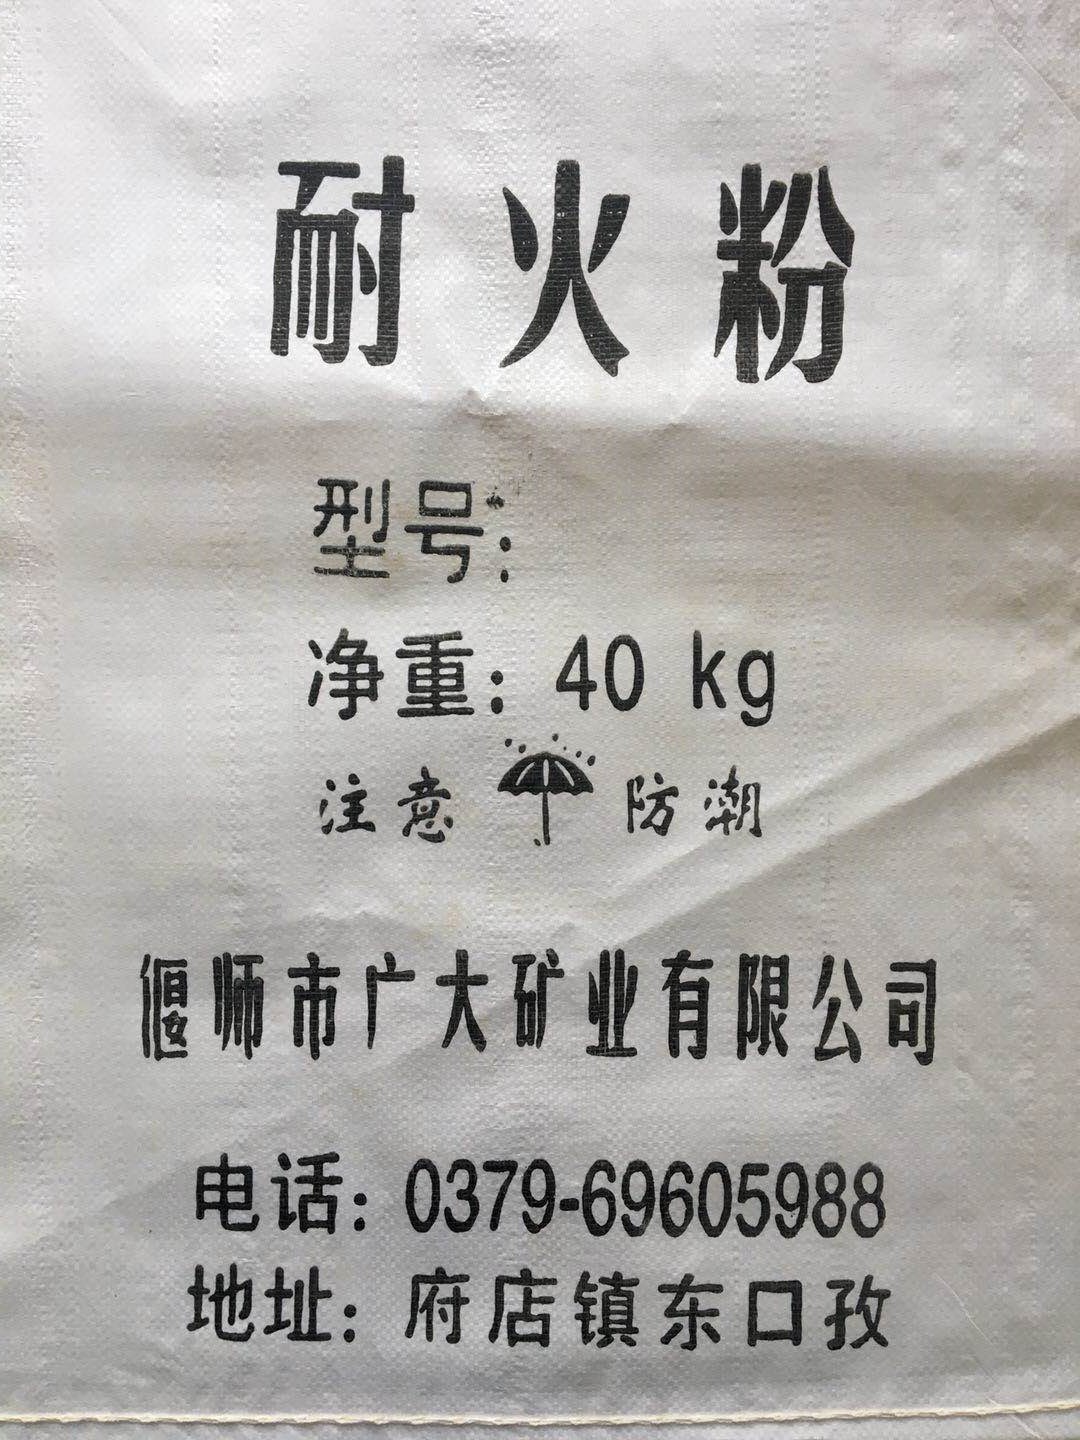 耐火粉
型号：
净重：40 kg
注意 防潮
偃师市广大矿业有限公司
电话：0379-69605988
地址：府店镇东口孜